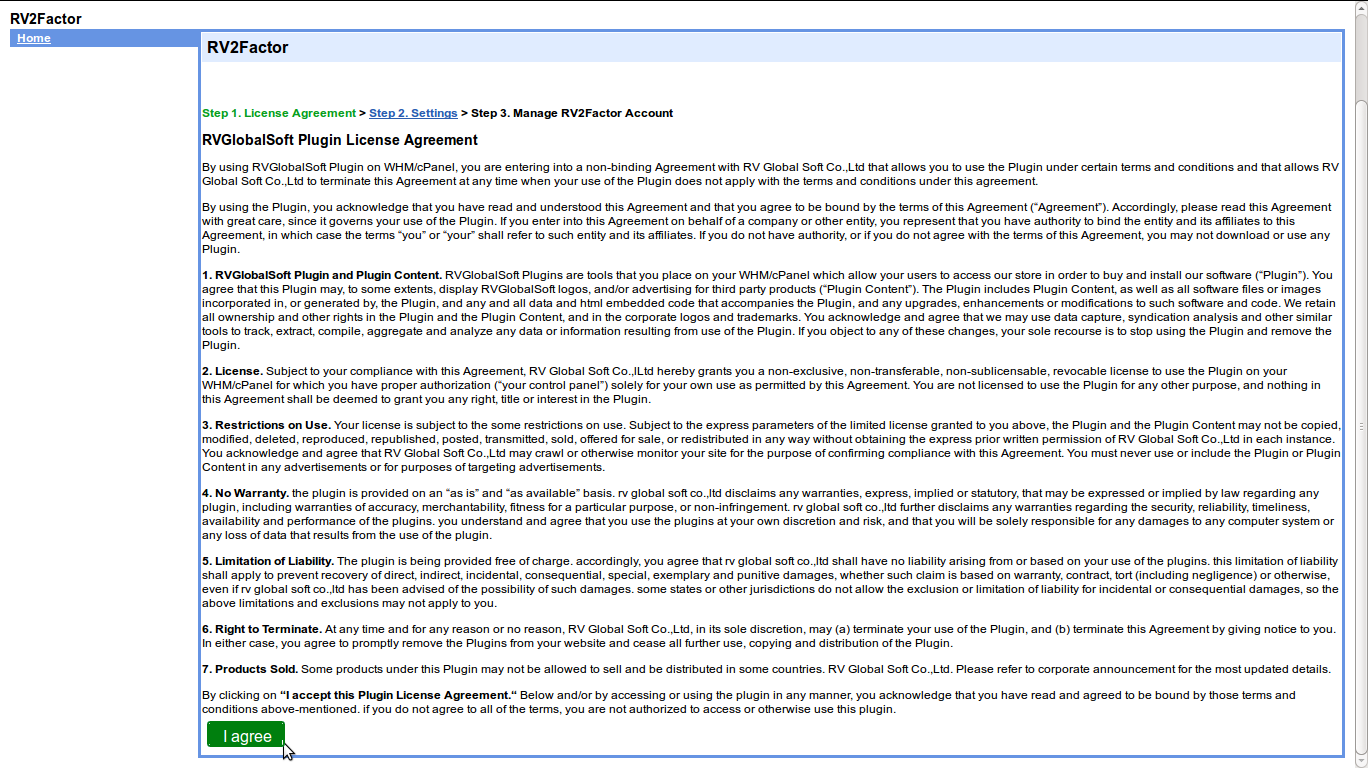 RV2Factor
Home
RV2Factor
Step 1. License Agreement > Step 2. Settings > Step 3. Manage RV2Factor Account
RVGlobalSoft Plugin License Agreement
By using RVGlobalSoft Plugin on WHM/cPanel, you are entering into a non-binding Agreement with RV Global Soft Co.,Ltd that allows you to use the Plugin under certain terms and conditions and that allows RV
Global Soft Co.,Ltd to terminate this Agreement at any time when your use of the Plugin does not apply with the terms and conditions under this agreement.
By using the Plugin, you acknowledge that you have read and understood this Agreement and that you agree to be bound by the terms of this Agreement (“Agreement”). Accordingly, please read this Agreement
with great care, since it governs your use of the Plugin. If you enter into this Agreement on behalf of a company or other entity, you represent that you have authority to bind the entity and its affiliates to this
Agreement, in which case the terms “you” or “your” shall refer to such entity and its affiliates. If you do not have authority, or if you do not agree with the terms of this Agreement, you may not download or use any
Plugin.
1. RVGlobalSoft Plugin and Plugin Content. RVGlobalSoft Plugins are tools that you place on your WHM/cPanel which allow your users to access our store in order to buy and install our software (“Plugin”). You
agree that this Plugin may, to some extents, display RVGlobalSoft logos, and/or advertising for third party products (“Plugin Content”). The Plugin includes Plugin Content, as well as all software files or images
incorporated in, or generated by, the Plugin, and any and all data and html embedded code that accompanies the Plugin, and any upgrades, enhancements or modifications to such software and code. We retain
all ownership and other rights in the Plugin and the Plugin Content, and in the corporate logos and trademarks. You acknowledge and agree that we may use data capture, syndication analysis and other similar
tools to track, extract, compile, aggregate and analyze any data or information resulting from use of the Plugin. If you object to any of these changes, your sole recourse is to stop using the Plugin and remove the
Plugin.
2. License. Subject to your compliance with this Agreement, RV Global Soft Co.,lLtd hereby grants you a non-exclusive, non-transferable, non-sublicensable, revocable license to use the Plugin on your
WHM/cPanel for which you have proper authorization (“your control panel”) solely for your own use as permitted by this Agreement. You are not licensed to use the Plugin for any other purpose, and nothing in
this Agreement shall be deemed to grant you any right, title or interest in the Plugin.
3. Restrictions on Use. Your license is subject to the some restrictions on use. Subject to the express parameters of the limited license granted to you above, the Plugin and the Plugin Content may not be copied,
modified, deleted, reproduced, republished, posted, transmitted, sold, offered for sale, or redistributed in any way without obtaining the express prior written permission of RV Global Soft Co.,Ltd in each instance.
You acknowledge and agree that RV Global Soft Co.,Ltd may crawl or otherwise monitor your site for the purpose of confirming compliance with this Agreement. You must never use or include the Plugin or Plugin
Content in any advertisements or for purposes of targeting advertisements.
4. No Warranty. the plugin is provided on an “as is” and “as available” basis. rv global soft co.,ltd disclaims any warranties, express, implied or statutory, that may be expressed or implied by law regarding any
plugin, including warranties of accuracy, merchantability, fitness for a particular purpose, or non-infringement. rv global soft co.,ltd further disclaims any warranties regarding the security, reliability, timeliness,
availability and performance of the plugins. you understand and agree that you use the plugins at your own discretion and risk, and that you will be solely responsible for any damages to any computer system or
any loss of data that results from the use of the plugin.
5. Limitation of Liability. The plugin is being provided free of charge. accordingly, you agree that rv global soft co.,ltd shall have no liability arising from or based on your use of the plugins. this limitation of liability
shall apply to prevent recovery of direct, indirect, incidental, consequential, special, exemplary and punitive damages, whether such claim is based on warranty, contract, tort (including negligence) or otherwise,
even if rv global soft co.,ltd has been advised of the possibility of such damages. some states or other jurisdictions do not allow the exclusion or limitation of liability for incidental or consequential damages, so the
above limitations and exclusions may not apply to you.
6. Right to Terminate. At any time and for any reason or no reason, RV Global Soft Co.,Ltd, in its sole discretion, may (a) terminate your use of the Plugin, and (b) terminate this Agreement by giving notice to you.
In either case, you agree to promptly remove the Plugins from your website and cease all further use, copying and distribution of the Plugin.
7. Products Sold. Some products under this Plugin may not be allowed to sell and be distributed in some countries. RV Global Soft Co.,Ltd. Please refer to corporate announcement for the most updated details.
By clicking on “I accept this Plugin License Agreement.“ Below and/or by accessing or using the plugin in any manner, you acknowledge that you have read and agreed to be bound by those terms and
conditions above-mentioned. if you do not agree to all of the terms, you are not authorized to access or otherwise use this plugin.
I agree